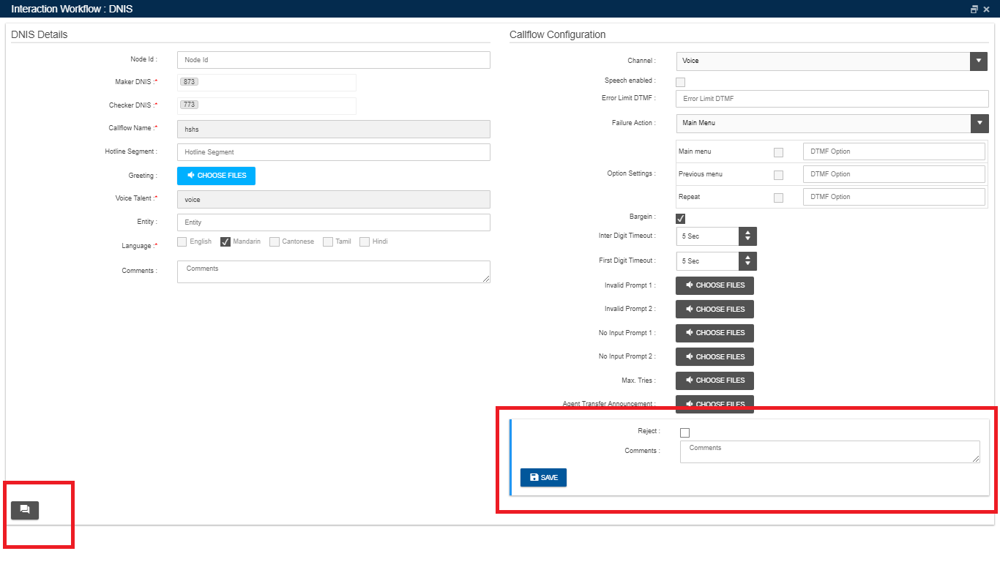 Interaction Workflow : DNIS
DNIS Details
Node Id :
Node Id
Maker DNIS :*
873
Checker DNIS :*
773
Callflow Name :*
hshs
Hotline Segment :
Hotline Segment
Greeting :
CHOOSE FILES
Voice Talent :*
voice
Entity :
Entity
Language :*
English Mandarin Cantonese Tamil Hindi
Comments :
Comments
Callflow Configuration
Channel :
Voice
Speech enabled :
Error Limit DTMF :
Error Limit DTMF
Failure Action :
Main Menu
Option Settings :
Main menu
DTMF Option
Previous menu
DTMF Option
Repeat
DTMF Option
Bargein :
Inter Digit Timeout :
5 Sec
First Digit Timeout :
5 Sec
Invalid Prompt 1 :
CHOOSE FILES
Invalid Prompt 2 :
CHOOSE FILES
No Input Prompt 1 :
CHOOSE FILES
No Input Prompt 2 :
CHOOSE FILES
Max. Tries :
CHOOSE FILES
Agent Transfer Announcement :
CHOOSE FILES
Reject :
Comments :
Comments
SAVE